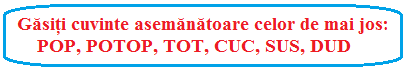 Găsiți cuvinte asemănătoare celor de mai jos:
POP, POTOP, TOT, CUC, SUS, DUD